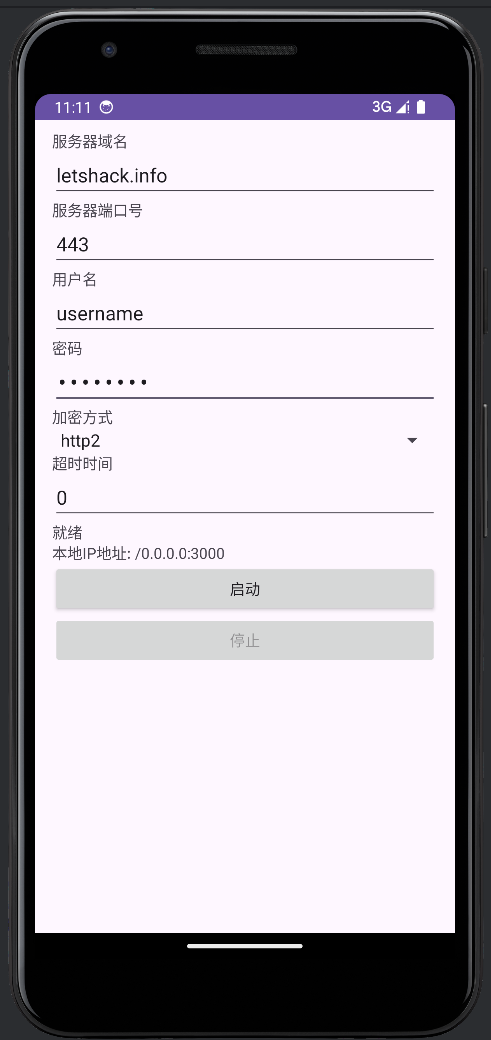 11:11 3G
服务器域名
letshack.info
服务器端口号
443
用户名
username
密码
••••••••
加密方式
http2
超时时间
0
就绪
本地IP地址: /0.0.0.0:3000
启动
停止